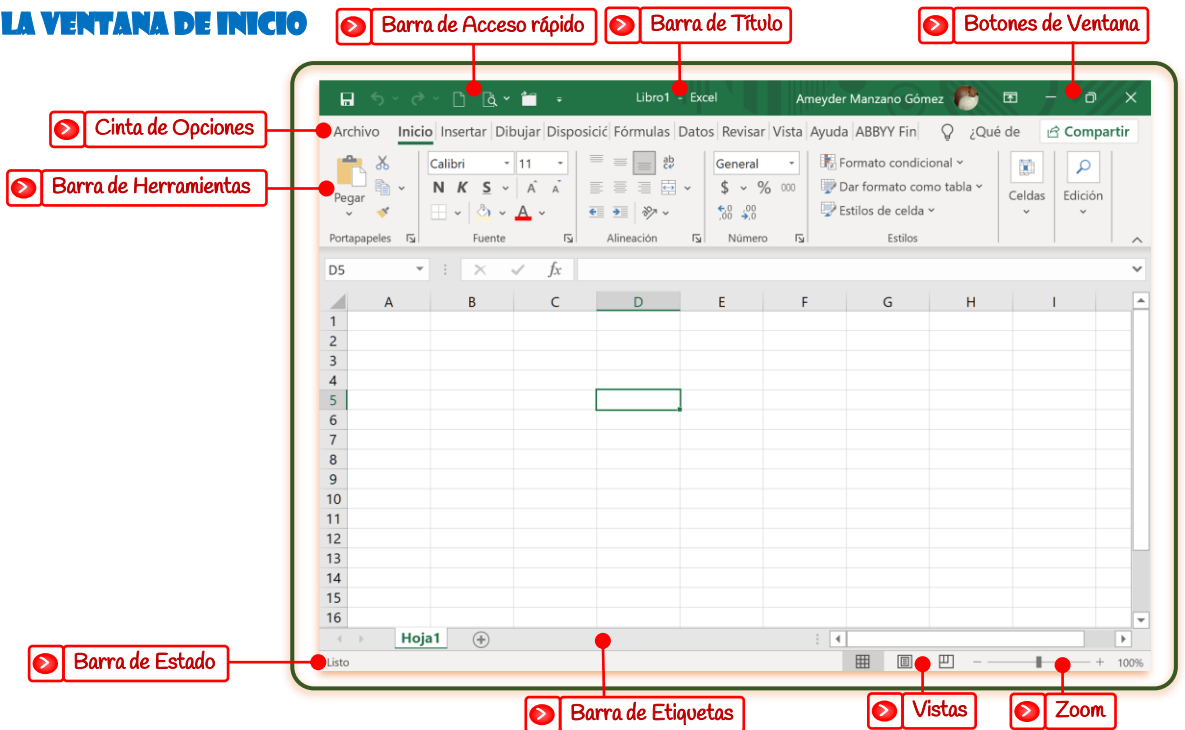 LA VENTANA DE INICIO
Barra de Acceso rápido
Barra de Título
Botones de Ventana
Libro1 - Excel
Ameyder Manzano Gómez
Cinta de Opciones
Archivo Inicio Insertar Dibujar Disposició Fórmulas Datos Revisar Vista Ayuda ABBYY Fin ¿Qué de Compartir
Barra de Herramientas
Pegar
Calibri 11
ab
General
Formato condicional
N K S A A
$ % 000
Dar formato como tabla
Celdas Edición
A
Estilos de celda
Portapapeles Fuente Alineación Número Estilos
D5 fx
A B C D E F G H I
1
2
3
4
5
6
7
8
9
10
11
12
13
14
15
16
Hoja1
Barra de Estado
Listo
100%
Barra de Etiquetas
Vistas
Zoom